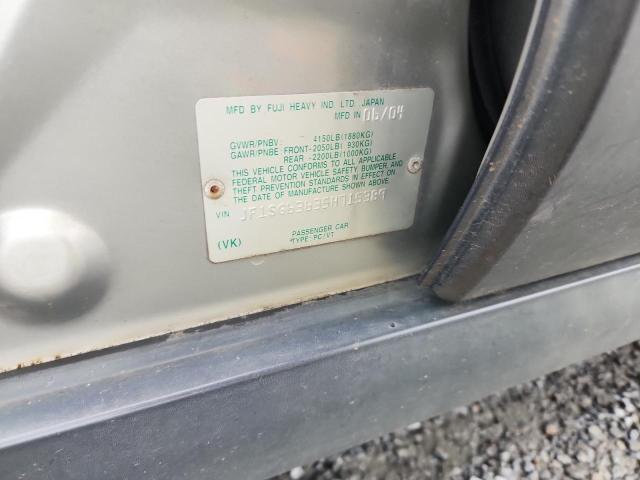 MFD BY FUJI HEAVY IND. LTD. JAPAN
MFD IN 06/04
GVWR/PNBV 4150LB(1880KG)
GAWR/PNBE FRONT-2050LB( 930KG)
REAR -2200LB(1000KG)
THIS VEHICLE CONFORMS TO ALL APPLICABLE
FEDERAL MOTOR VEHICLE SAFETY AND
THEFT PREVENTION STANDARDS IN EFFECT ON
THE DATE OF MANUFACTURE SHOWN ABOVE.
VIN
PASSENGER CAR
(VK) TYPE-PC/VT